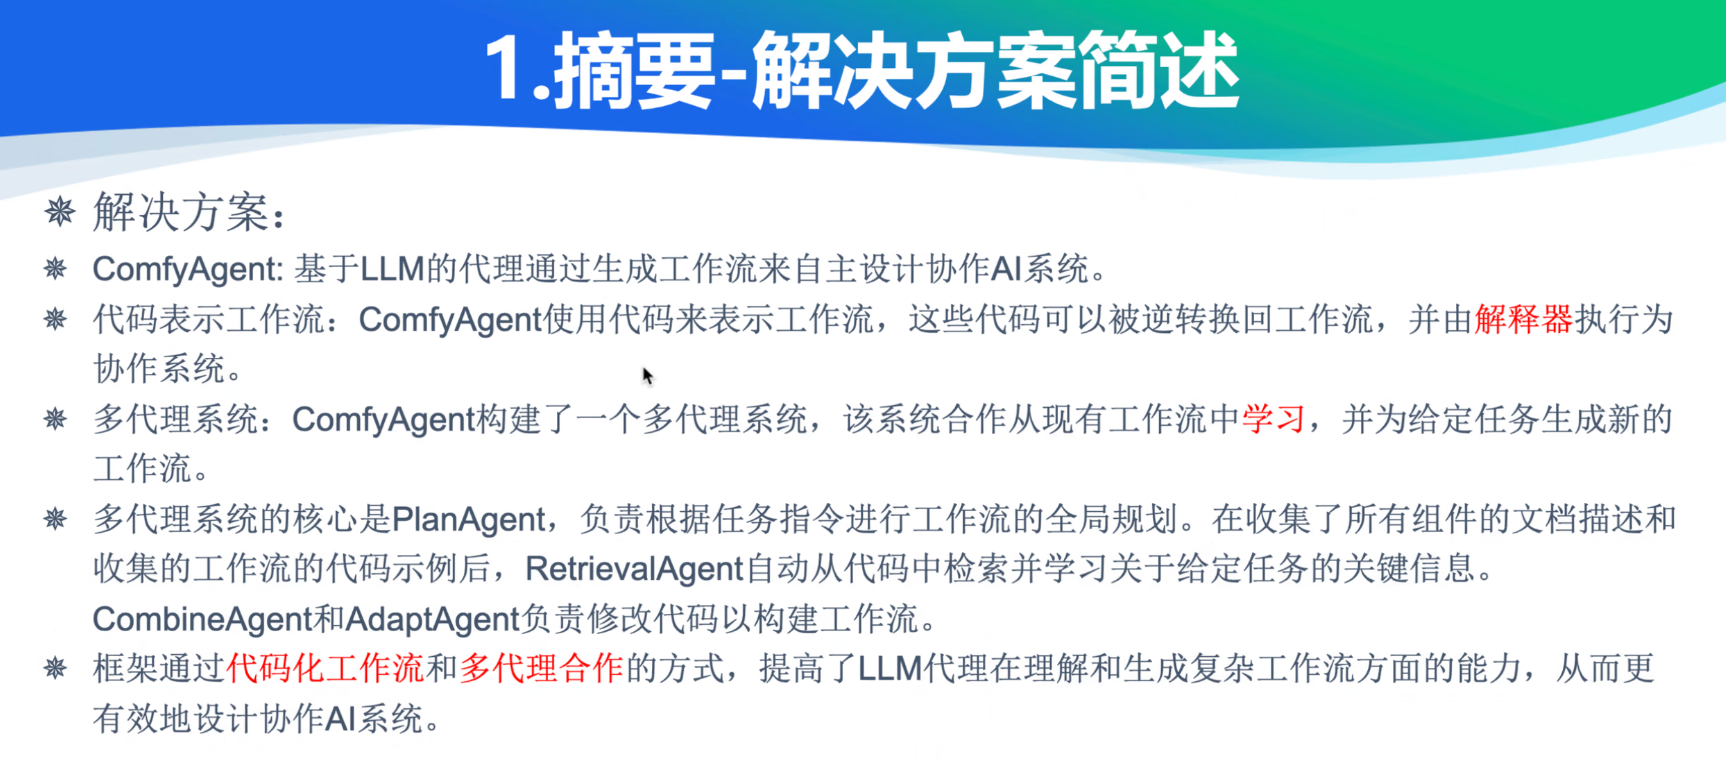 1.摘要-解决方案简述
解决方案：
ComfyAgent: 基于LLM的代理通过生成工作流来自主设计协作AI系统。
代码表示工作流：ComfyAgent使用代码来表示工作流，这些代码可以被逆转换回工作流，并由解释器执行为
协作系统。
多代理系统：ComfyAgent构建了一个多代理系统，该系统合作从现有工作流中学习，并为给定任务生成新的
工作流。
多代理系统的核心是PlanAgent，负责根据任务指令进行工作流的全局规划。在收集了所有组件的文档描述和
收集的工作流的代码示例后，RetrievalAgent自动从代码中检索并学习关于给定任务的关键信息。
CombineAgent和AdaptAgent负责修改代码以构建工作流。
框架通过代码化工作流和多代理合作的方式，提高了LLM代理在理解和生成复杂工作流方面的能力，从而更
有效地设计协作AI系统。